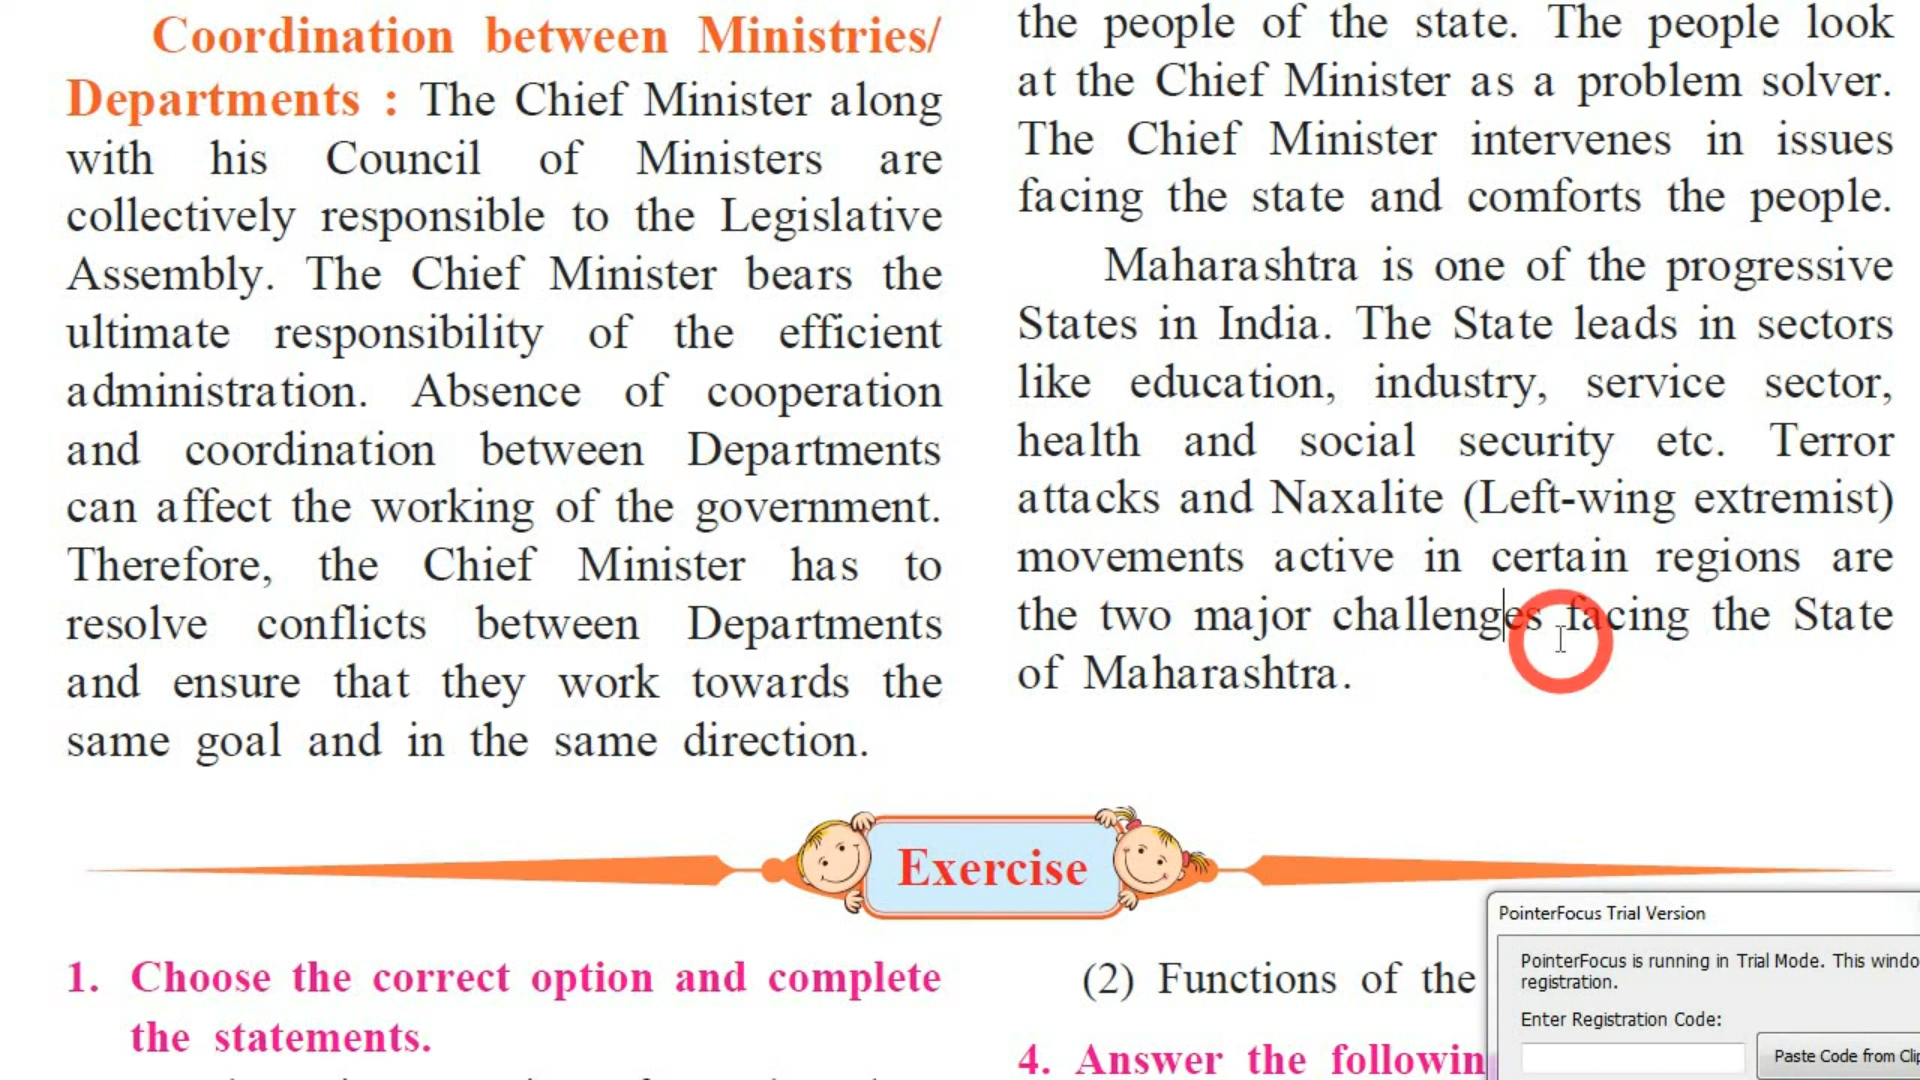 Coordination between Ministries/
Departments : The Chief Minister along
with his Council of Ministers are
collectively responsible to the Legislative
Assembly. The Chief Minister bears the
ultimate responsibility of the efficient
administration. Absence of cooperation
and coordination between Departments
can affect the working of the government.
Therefore, the Chief Minister has to
resolve conflicts between Departments
and ensure that they work towards the
same goal and in the same direction.
the people of the state. The people look
at the Chief Minister as a problem solver.
The Chief Minister intervenes in issues
facing the state and comforts the people.
Maharashtra is one of the progressive
States in India. The State leads in sectors
like education, industry, service sector,
health and social security etc. Terror
attacks and Naxalite (Left-wing extremist)
movements active in certain regions are
the two major challenges facing the State
of Maharashtra.
Exercise
1. Choose the correct option and complete
the statements.
(2) Functions of the
4. Answer the followin
PointerFocus Trial Version
PointerFocus is running in Trial Mode. This windo
registration.
Enter Registration Code:
Paste Code from Clip